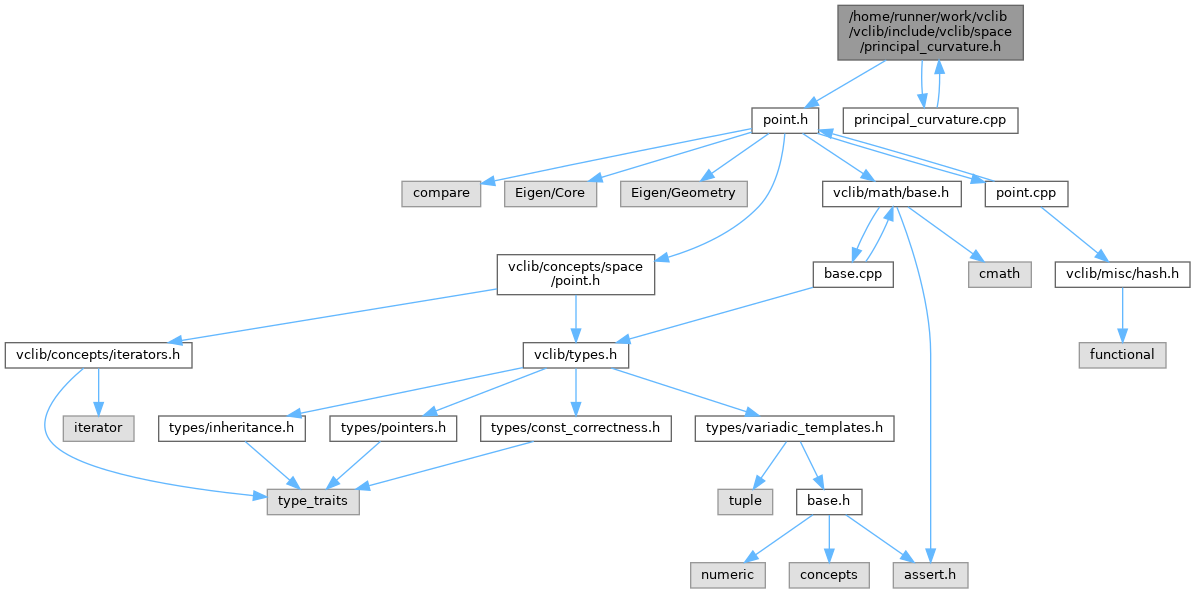 /home/runner/work/vclib
/vclib/include/vclib/space
/principal_curvature.h
point.h
principal_curvature.cpp
compare
Eigen/Core
Eigen/Geometry
vclib/math/base.h
point.cpp
vclib/concepts/space
/point.h
base.cpp
cmath
vclib/misc/hash.h
vclib/concepts/iterators.h
vclib/types.h
functional
iterator
types/inheritance.h
types/pointers.h
types/const_correctness.h
types/variadic_templates.h
type_traits
tuple
base.h
numeric
concepts
assert.h